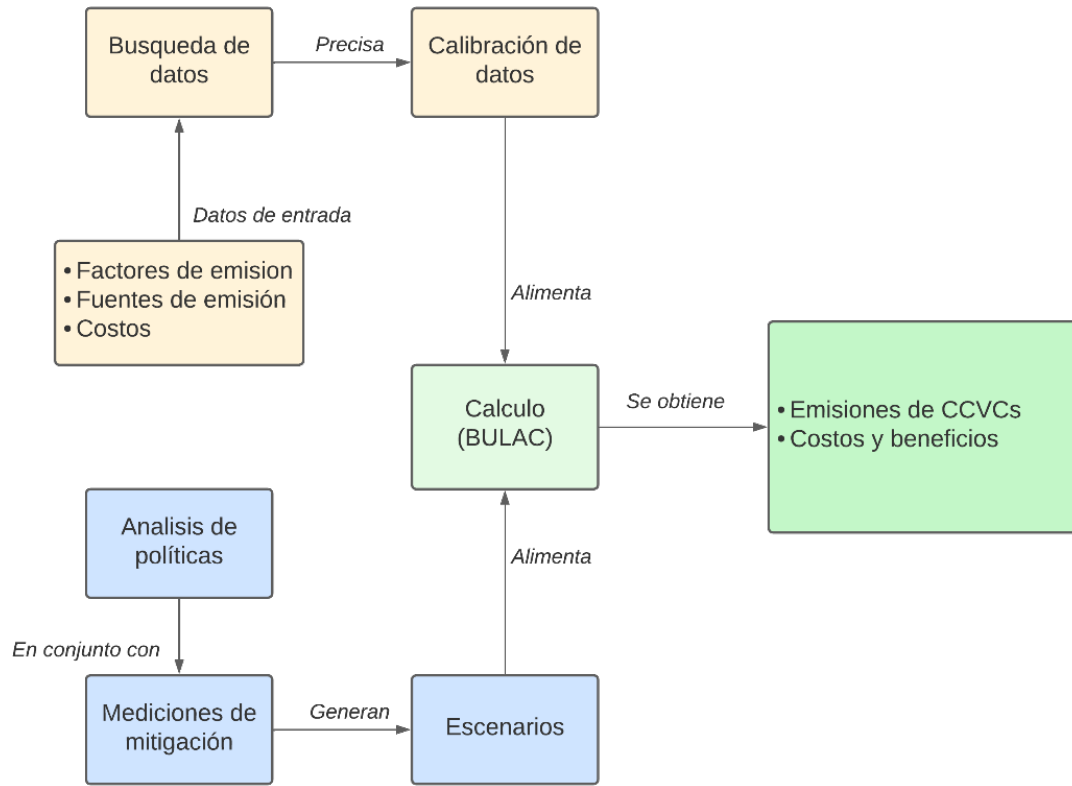 Busqueda de
datos
Precisa
Calibración de
datos
Datos de entrada
• Factores de emision
• Fuentes de emisión
• Costos
Alimenta
Calculo
(BULAC)
Se obtiene
• Emisiones de CCVCs
• Costos y beneficios
Analisis de
políticas
Alimenta
En conjunto con
Mediciones de
mitigación
Generan
Escenarios